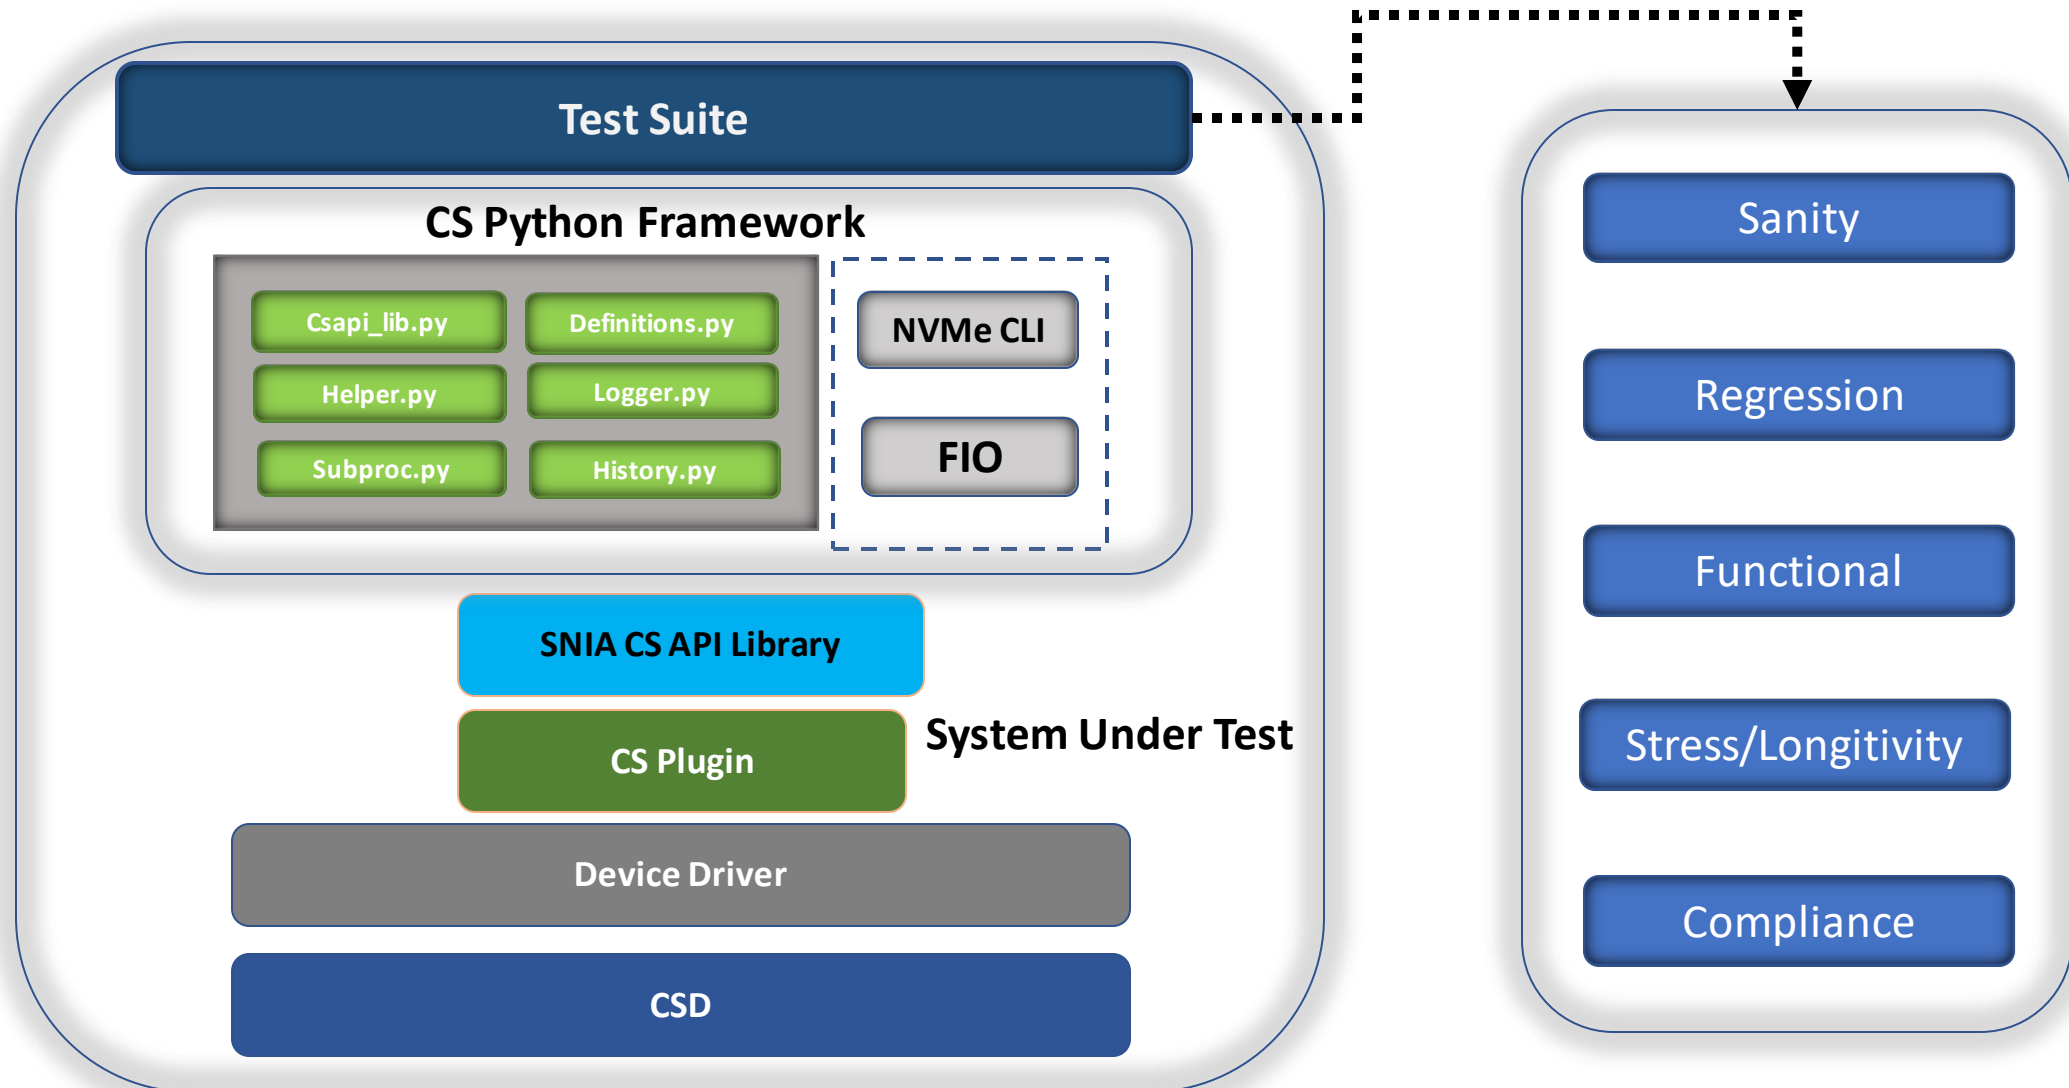 Test Suite
CS Python Framework
Csapi_lib.py
Definitions.py
Helper.py
Logger.py
Subproc.py
History.py
NVMe CLI
FIO
SNIA CS API Library
CS Plugin
System Under Test
Device Driver
CSD
Sanity
Regression
Functional
Stress/Longitivity
Compliance